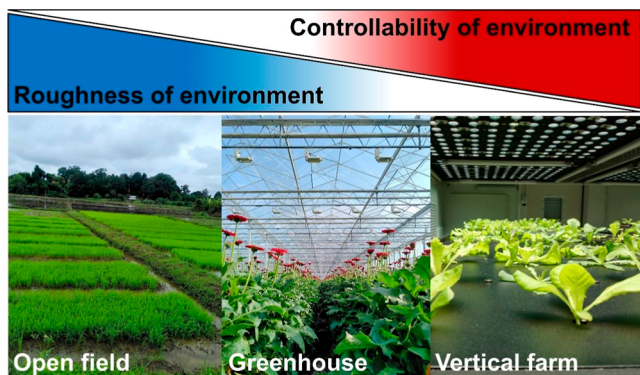 Controllability of environment
Roughness of environment
Open field
Greenhouse
Vertical farm